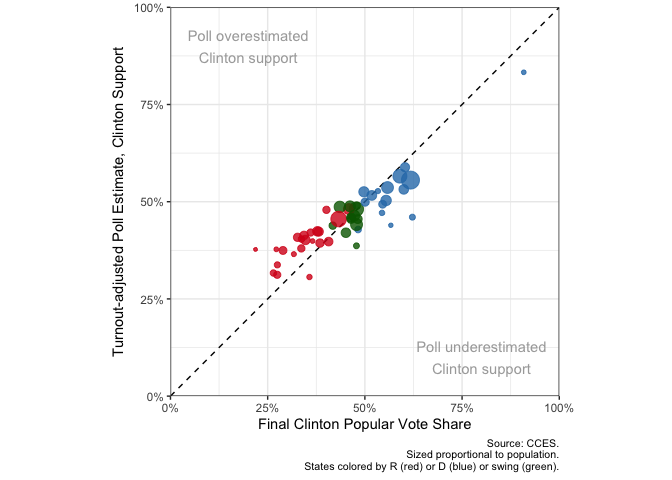 100%
Poll overestimated
Clinton support
75%
Turnout-adjusted Poll Estimate, Clinton Support
50%
25%
Poll underestimated
Clinton support
0%
0%
25%
50%
75%
100%
Final Clinton Popular Vote Share
Source: CCES.
Sized proportional to population.
States colored by R (red) or D (blue) or swing (green).